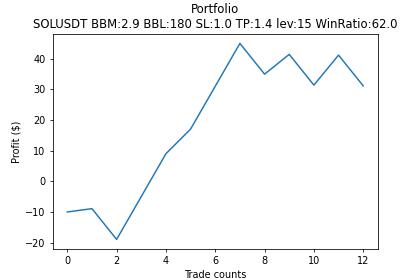 Portfolio
SOLUSDT BBM:2.9 BBL:180 SL:1.0 TP:1.4 lev:15 WinRatio:62.0
40
30
20
10
0
−10
−20
Profit ($)
0 2 4 6 8 10 12
Trade counts